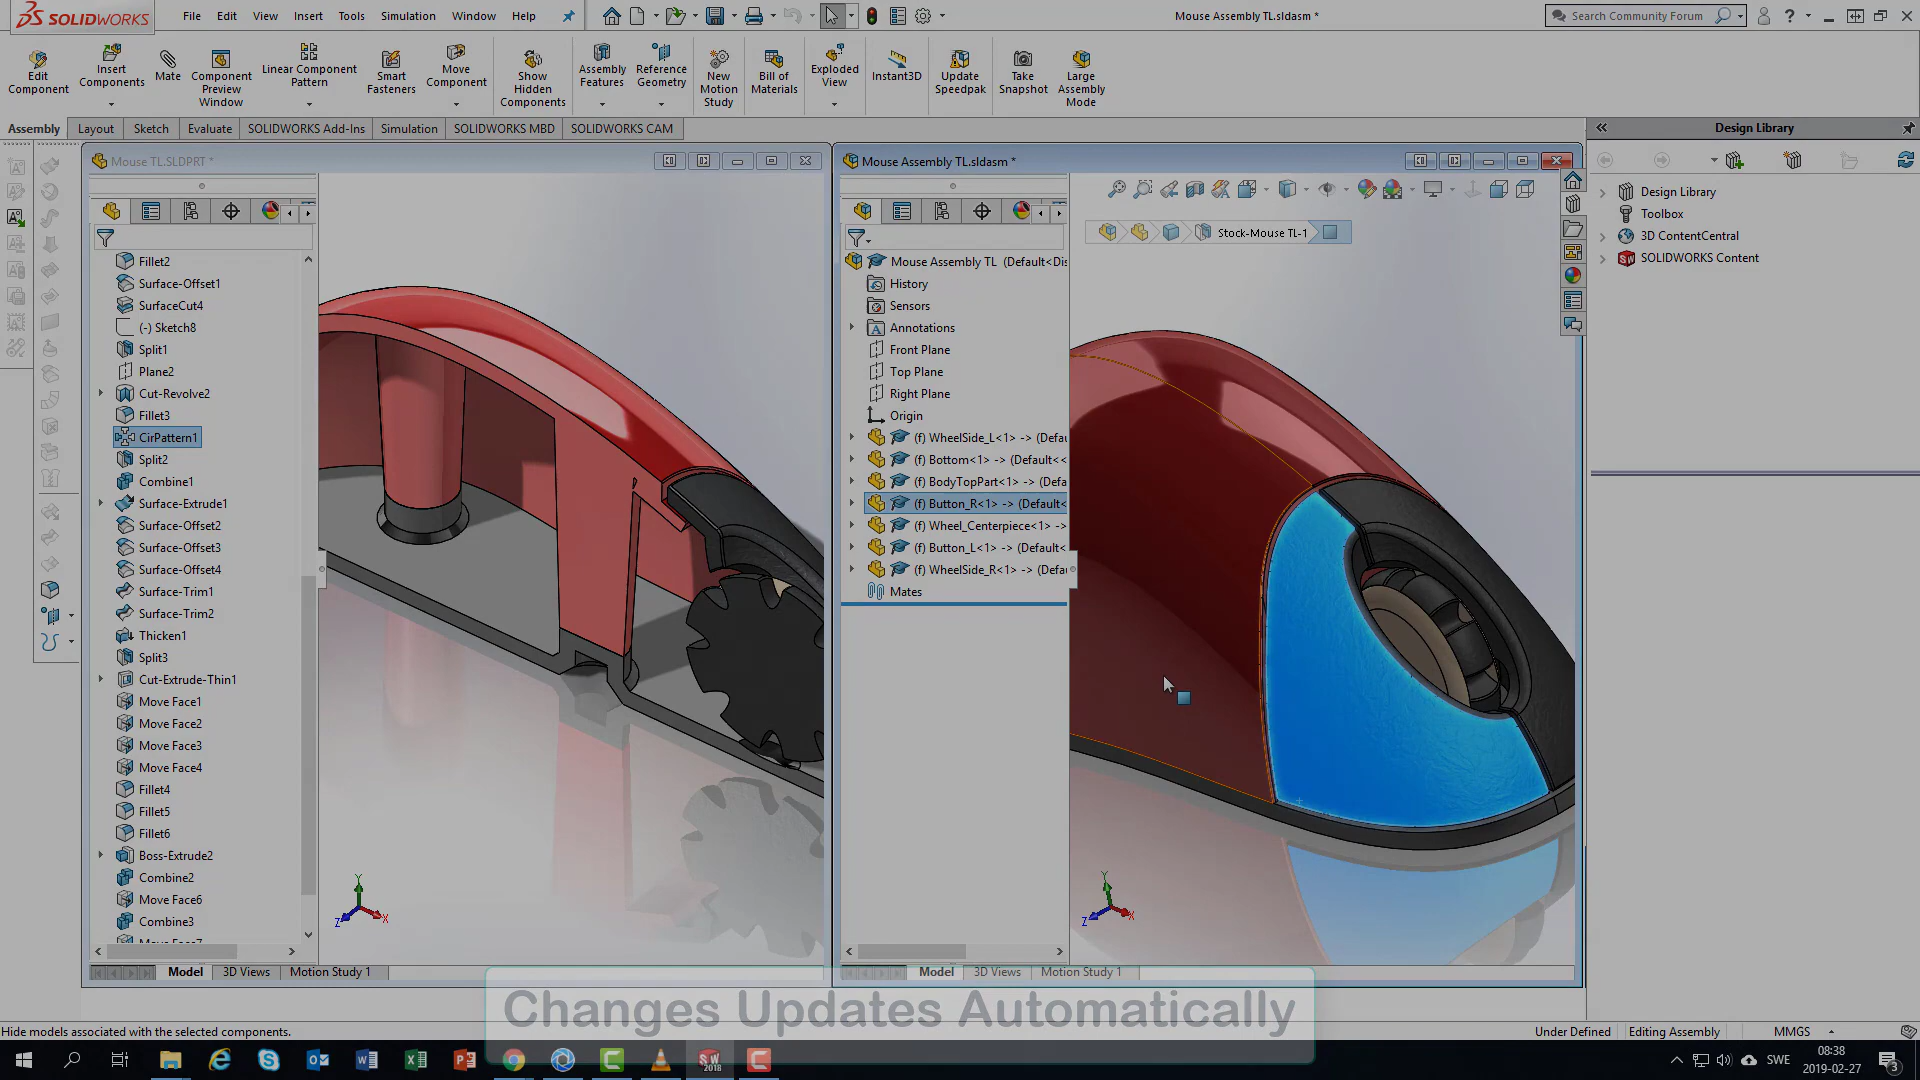 SOLIDWORKS
File Edit View Insert Tools Simulation Window Help
Mouse Assembly TL.sldasm *
Search Community Forum
Edit Component
Insert Components
Mate
Component Preview Window
Linear Component Pattern
Smart Fasteners
Move Component
Show Hidden Components
Assembly Features
Reference Geometry
New Motion Study
Bill of Materials
Exploded View
Instant3D
Update Speedpak
Take Snapshot
Large Assembly Mode
Assembly Layout Sketch Evaluate SOLIDWORKS Add-Ins Simulation SOLIDWORKS MBD SOLIDWORKS CAM
Mouse TL.SLDPRT *
Fillet2
Surface-Offset1
SurfaceCut4
(-) Sketch8
Split1
Plane2
Cut-Revolve2
Fillet3
CirPattern1
Split2
Combine1
Surface-Extrude1
Surface-Offset2
Surface-Offset3
Surface-Offset4
Surface-Trim1
Surface-Trim2
Thicken1
Split3
Cut-Extrude-Thin1
Move Face1
Move Face2
Move Face3
Move Face4
Fillet4
Fillet5
Fillet6
Boss-Extrude2
Combine2
Move Face6
Combine3
Move Face7
Model 3D Views Motion Study 1
Mouse Assembly TL.sldasm *
Stock-Mouse TL-1
Mouse Assembly TL (Default<Dis
History
Sensors
Annotations
Front Plane
Top Plane
Right Plane
Origin
(f) WheelSide_L<1> -> (Defau
(f) Bottom<1> -> (Default<<
(f) BodyTopPart<1> -> (Defa
(f) Button_R<1> -> (Default<
(f) Wheel_Centerpiece<1> ->
(f) Button_L<1> -> (Default<
(f) WheelSide_R<1> -> (Defau
Mates
Y
Z
X
Y
Z
X
Model 3D Views Motion Study 1
Design Library
Design Library
Toolbox
3D ContentCentral
SOLIDWORKS Content
Changes Updates Automatically
Hide models associated with the selected components.
Under Defined Editing Assembly MMGS
SWE
08:38
2019-02-27
3